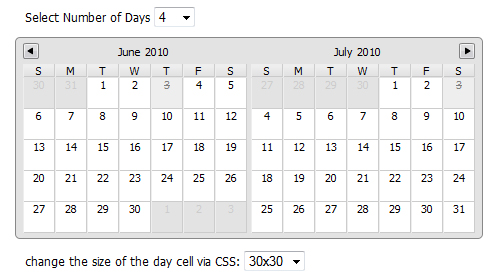 Select Number of Days 4
June 2010 July 2010
S M T W T F S S M T W T F S
30 31 1 2 3 4 5 27 28 29 30 1 2 3
6 7 8 9 10 11 12 4 5 6 7 8 9 10
13 14 15 16 17 18 19 11 12 13 14 15 16 17
20 21 22 23 24 25 26 18 19 20 21 22 23 24
27 28 29 30 1 2 3 25 26 27 28 29 30 31
change the size of the day cell via CSS: 30x30